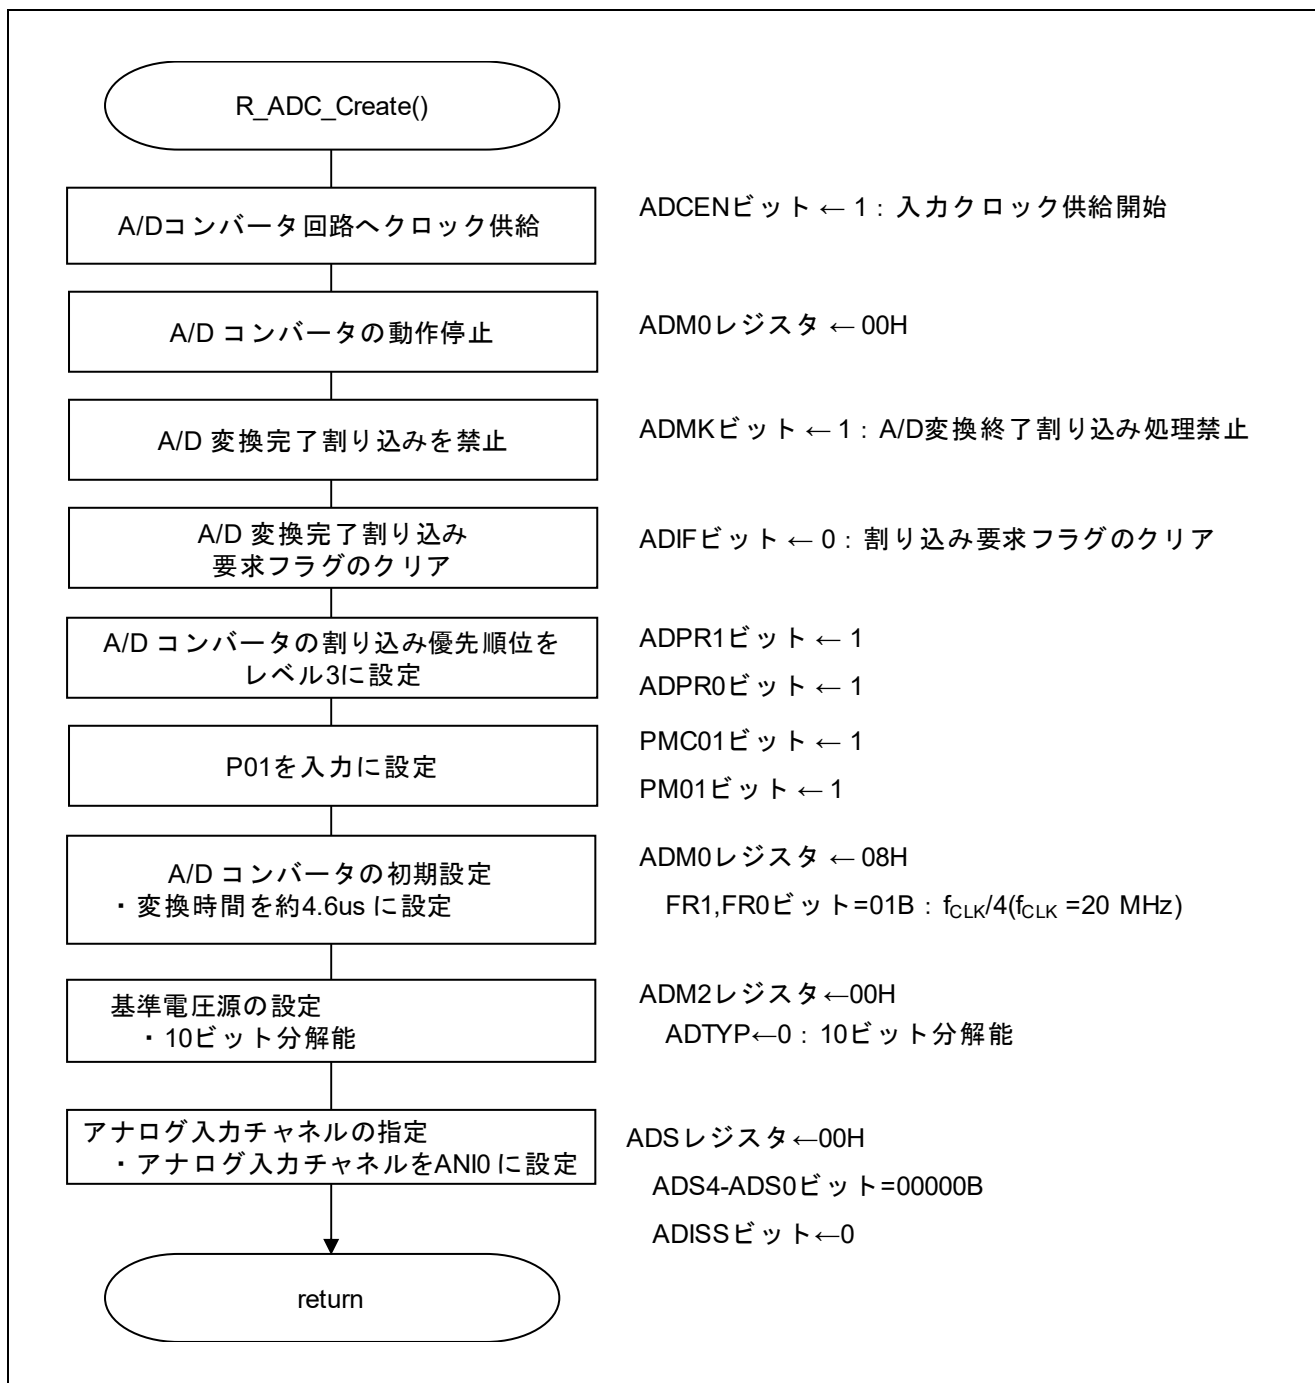 R_ADC_Create()
A/Dコンバータ回路へクロック供給
ADCENビット ← 1 : 入力クロック供給開始
A/D コンバータの動作停止
ADM0レジスタ ← 00H
A/D 変換完了割り込みを禁止
ADMKビット ← 1 : A/D変換終了割り込み処理禁止
A/D 変換完了割り込み
要求フラグのクリア
ADIFビット ← 0 : 割り込み要求フラグのクリア
A/D コンバータの割り込み優先順位を
レベル3に設定
ADPR1ビット ← 1
ADPR0ビット ← 1
P01を入力に設定
PMC01ビット ← 1
PM01ビット ← 1
A/D コンバータの初期設定
・変換時間を約4.6us に設定
ADM0レジスタ ← 08H
FR1,FR0ビット=01B : fCLK/4(fCLK =20 MHz)
基準電圧源の設定
・10ビット分解能
ADM2レジスタ←00H
ADTYP←0 : 10ビット分解能
アナログ入力チャネルの指定
・アナログ入力チャネルをANI0 に設定
ADSレジスタ←00H
ADS4-ADS0ビット=00000B
ADISSビット←0
return